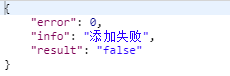 {
"error": 0,
"info": "添加失败",
"result": "false"
}